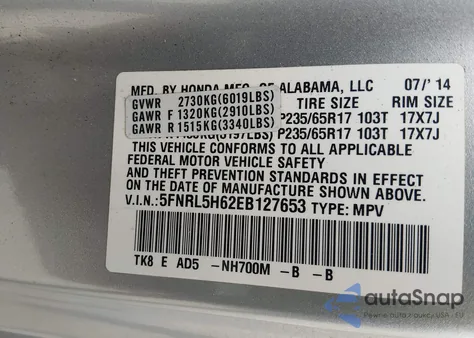 MFD. BY HONDA MFG. OF ALABAMA, LLC 07/'14
GVWR 2730KG(6019LBS) TIRE SIZE RIM SIZE
GAWR F 1320KG(2910LBS) P235/65R17 103T 17X7J
GAWR R 1515KG(3340LBS) P235/65R17 103T 17X7J
THIS VEHICLE CONFORMS TO ALL APPLICABLE
FEDERAL MOTOR VEHICLE SAFETY
AND THEFT PREVENTION STANDARDS IN EFFECT
ON THE DATE OF MANUFACTURE SHOWN ABOVE.
V.I.N.: 5FNRL5H62EB127653 TYPE: MPV
TK8 E AD5 -NH700M -B -B
autoSnap